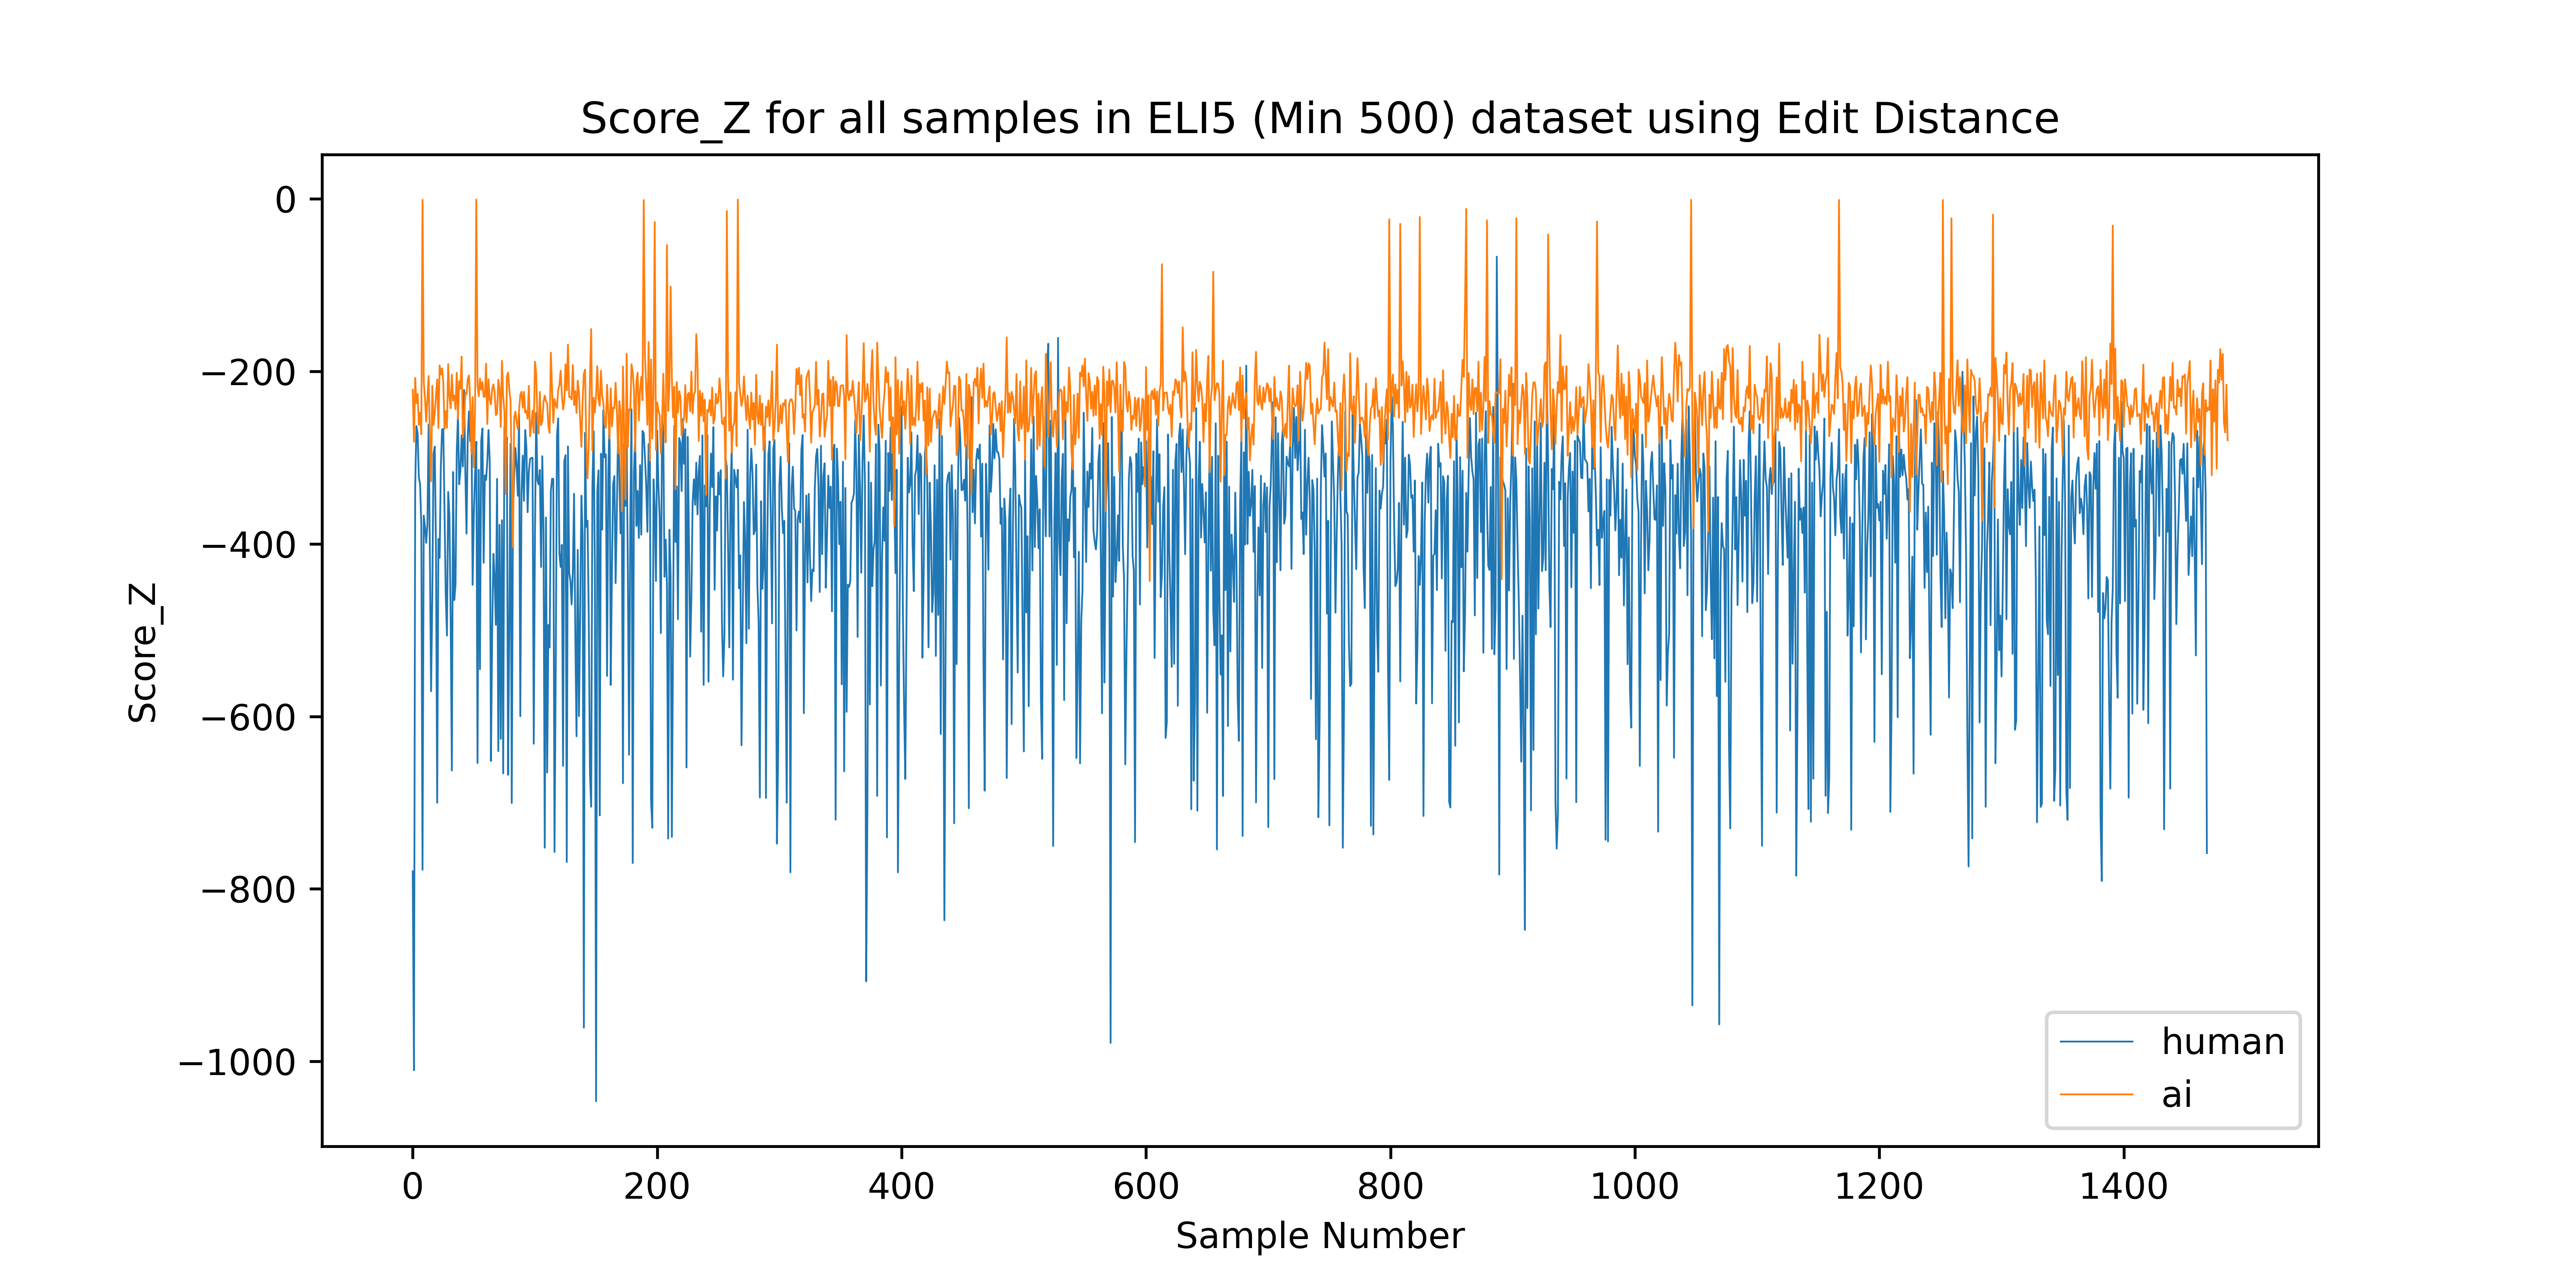 Score_Z for all samples in ELI5 (Min 500) dataset using Edit Distance
0
−200
−400
−600
−800
−1000
Score_Z
human
ai
0 200 400 600 800 1000 1200 1400
Sample Number